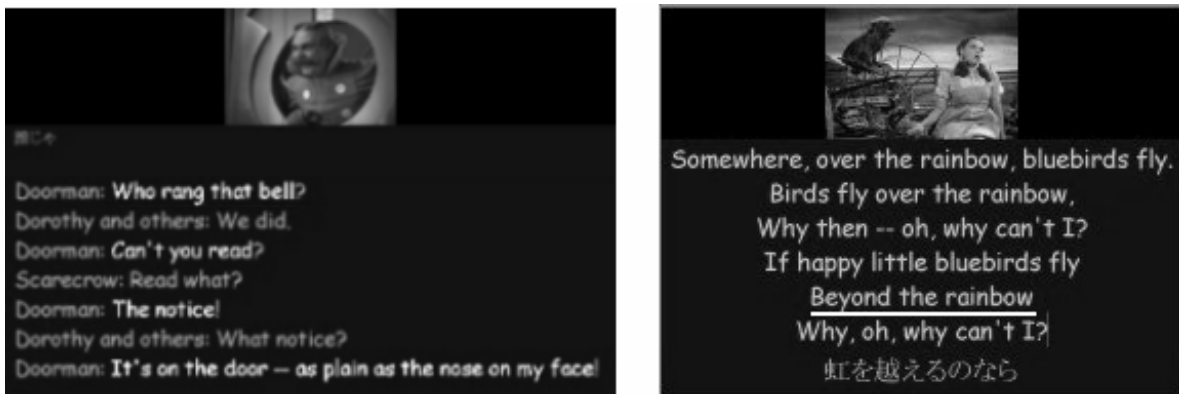 Doorman: Who rang that bell?
Dorothy and others: We did.
Doorman: Can't you read?
Scarecrow: Read what?
Doorman: The notice!
Dorothy and others: What notice?
Doorman: It's on the door — as plain as the nose on my face!
Somewhere, over the rainbow, bluebirds fly.
Birds fly over the rainbow,
Why then -- oh, why can't I?
If happy little bluebirds fly
Beyond the rainbow
Why, oh, why can't I?
虹を越えるのなら